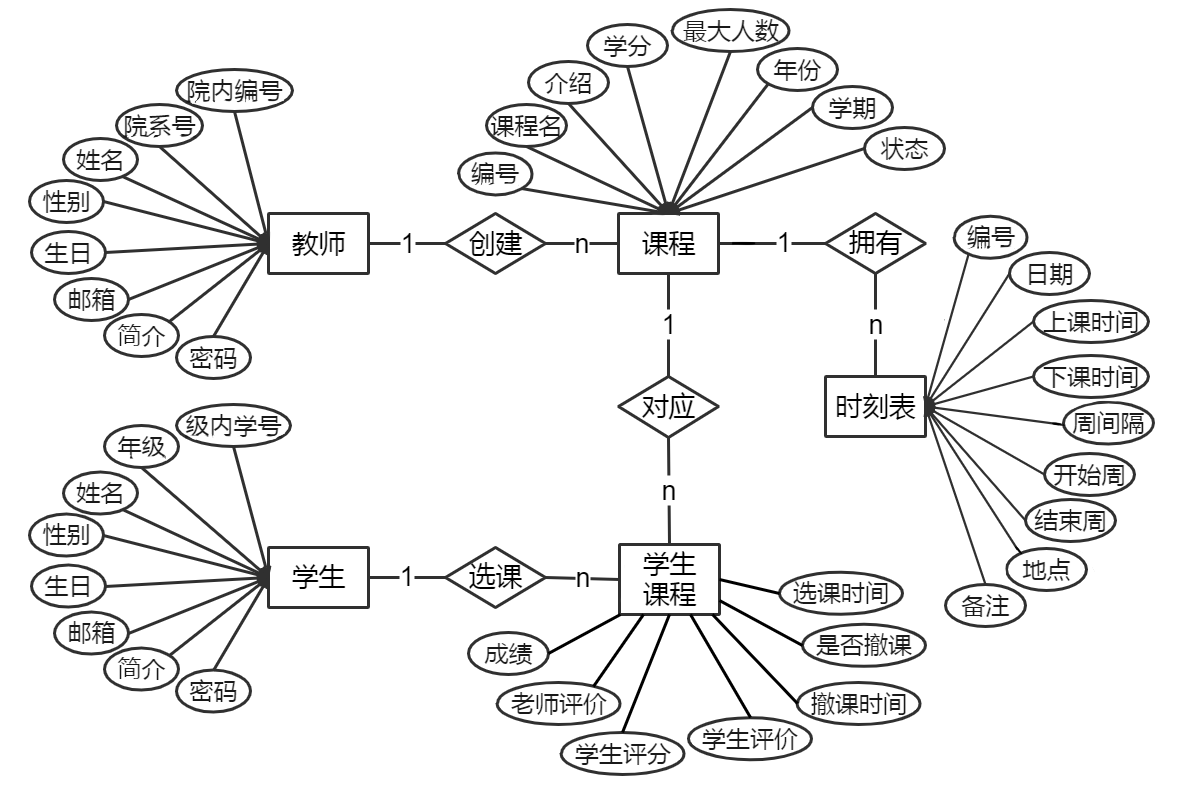 最大人数
学分
年份
介绍
院内编号
学期
课程名
院系号
状态
姓名
编号
性别
教师
1
创建
n
课程
1
拥有
编号
生日
日期
邮箱
简介
密码
1
n
上课时间
下课时间
对应
时刻表
周间隔
级内学号
年级
开始周
姓名
n
结束周
性别
学生
1
选课
n
学生
课程
地点
生日
选课时间
备注
邮箱
是否撤课
成绩
简介
密码
老师评价
撤课时间
学生评分
学生评价